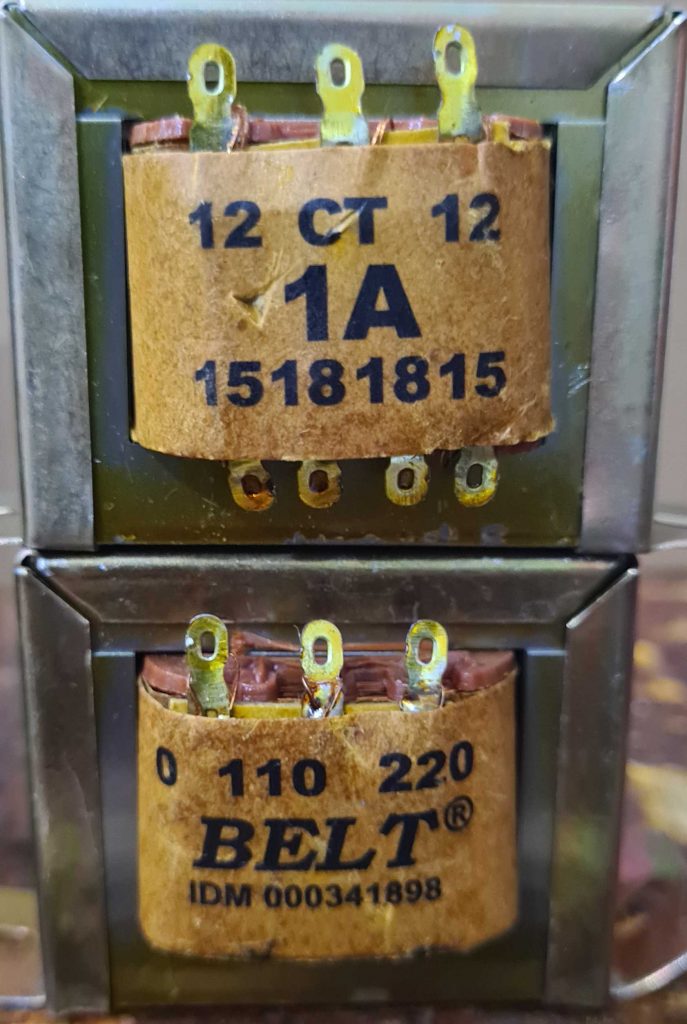 12 CT 12
1A
15181815
0 110 220
BELT®
IDM 000341898